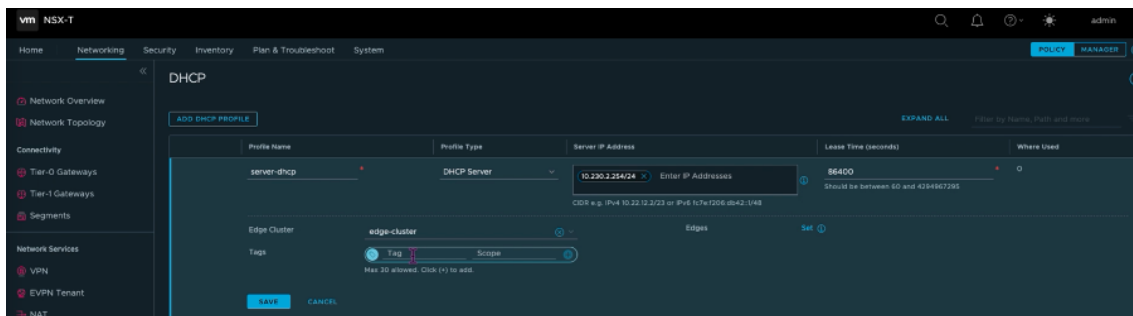 vm NSX-T
admin
Home Networking Security Inventory Plan & Troubleshoot System
POLICY MANAGER
DHCP
Network Overview
Network Topology
Connectivity
Tier-0 Gateways
Tier-1 Gateways
Segments
Network Services
VPN
EVPN Tenant
NAT
ADD DHCP PROFILE
EXPAND ALL
Filter by Name, Path and more
Profile Name Profile Type Server IP Address Lease Time (seconds) Where Used
server-dhcp * DHCP Server 10.230.2.254/24 × Enter IP Addresses 86400 * 0
Should be between 60 and 4294967295
CIDR e.g. IPv4 10.22.12.2/23 or IPv6 fc7e:f206:db42::1/48
Edge Cluster edge-cluster Edges Set
Tags Tag Scope
Max 20 allowed. Click (+) to add.
SAVE CANCEL